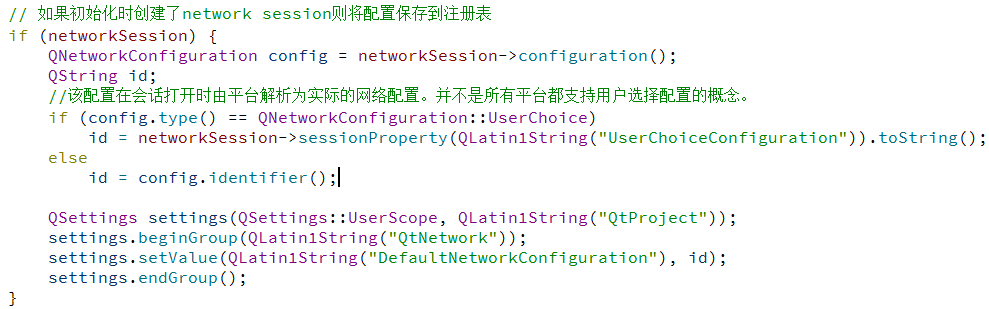 // 如果初始化时创建了network session则将配置保存到注册表
if (networkSession) {
    QNetworkConfiguration config = networkSession->configuration();
    QString id;
    //该配置在会话打开时由平台解析为实际的网络配置。并不是所有平台都支持用户选择配置的概念。
    if (config.type() == QNetworkConfiguration::UserChoice)
        id = networkSession->sessionProperty(QLatin1String("UserChoiceConfiguration")).toString();
    else
        id = config.identifier();

    QSettings settings(QSettings::UserScope, QLatin1String("QtProject"));
    settings.beginGroup(QLatin1String("QtNetwork"));
    settings.setValue(QLatin1String("DefaultNetworkConfiguration"), id);
    settings.endGroup();
}